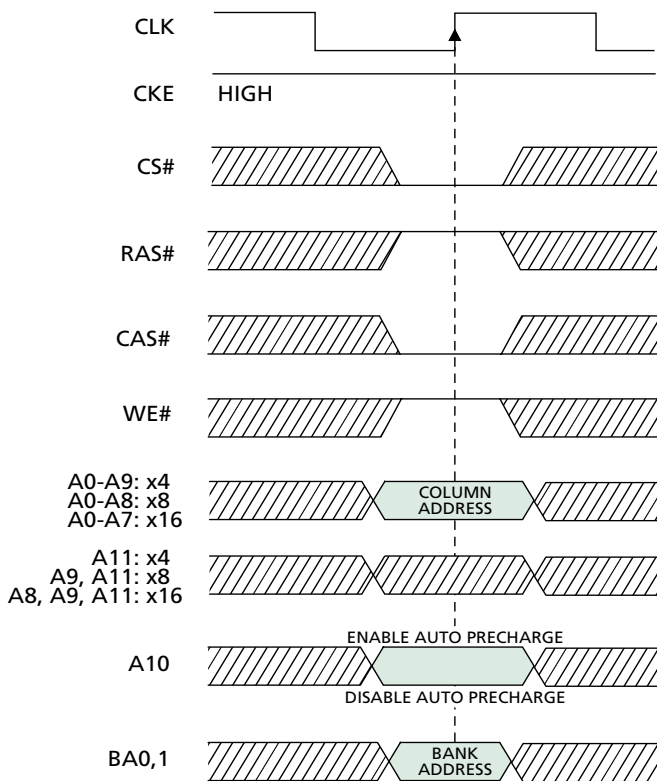 CLK
CKE HIGH
CS#
RAS#
CAS#
WE#
A0-A9: x4
A0-A8: x8
A0-A7: x16
COLUMN
ADDRESS
A11: x4
A9, A11: x8
A8, A9, A11: x16
ENABLE AUTO PRECHARGE
A10
DISABLE AUTO PRECHARGE
BA0,1
BANK
ADDRESS